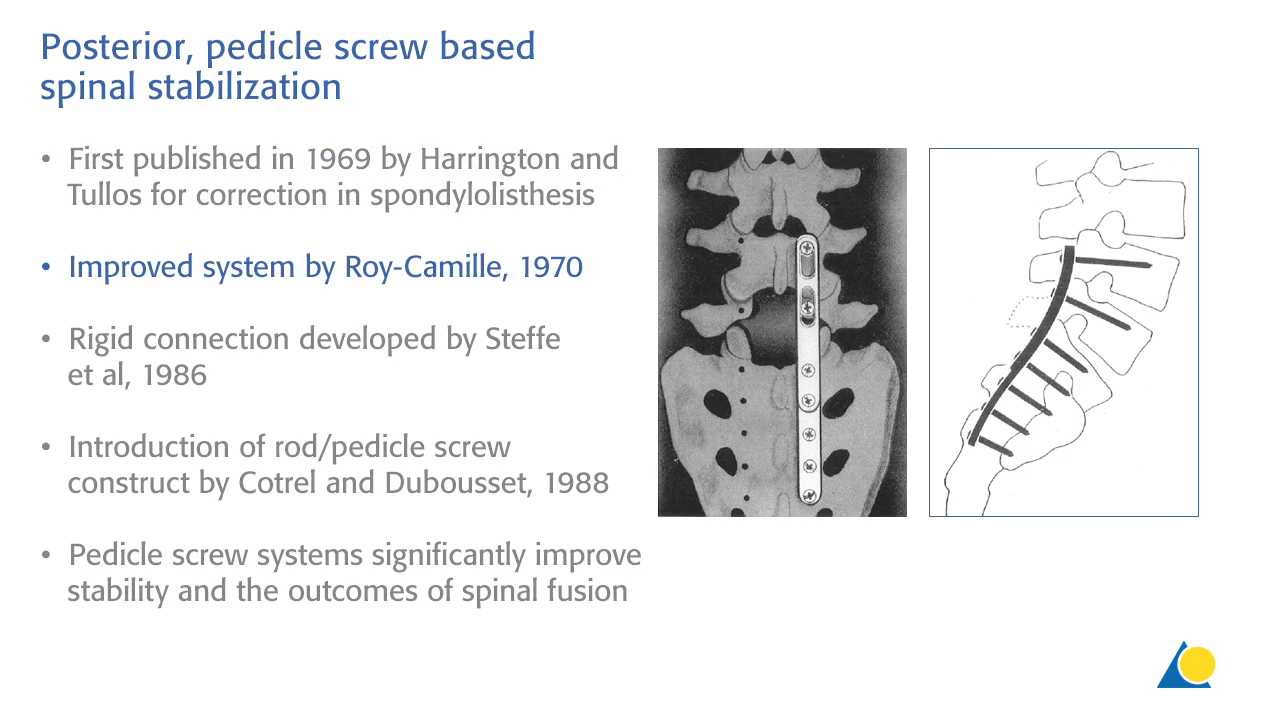 Posterior, pedicle screw based
spinal stabilization
• First published in 1969 by Harrington and
Tullos for correction in spondylolisthesis
• Improved system by Roy-Camille, 1970
• Rigid connection developed by Steffe
et al, 1986
• Introduction of rod/pedicle screw
construct by Cotrel and Dubousset, 1988
• Pedicle screw systems significantly improve
stability and the outcomes of spinal fusion